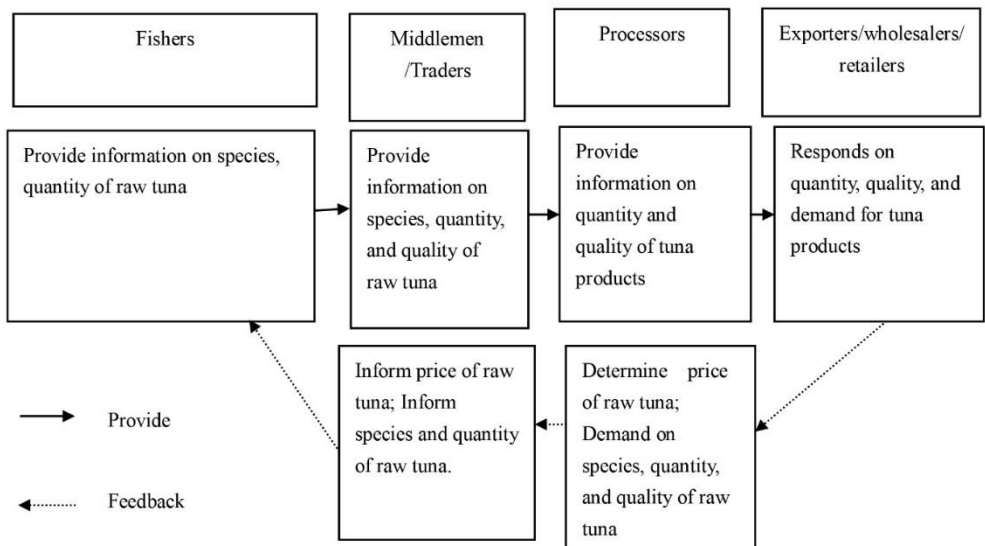 Fishers
Middlemen
/Traders
Processors
Exporters/wholesalers/
retailers
Provide information on species,
quantity of raw tuna
Provide
information on
species, quantity,
and quality of
raw tuna
Provide
information on
quantity and
quality of tuna
products
Responds on
quantity, quality, and
demand for tuna
products
Inform price of raw
tuna; Inform
species and quantity
of raw tuna.
Determine price
of raw tuna;
Demand on
species, quantity,
and quality of raw
tuna
Provide
Feedback